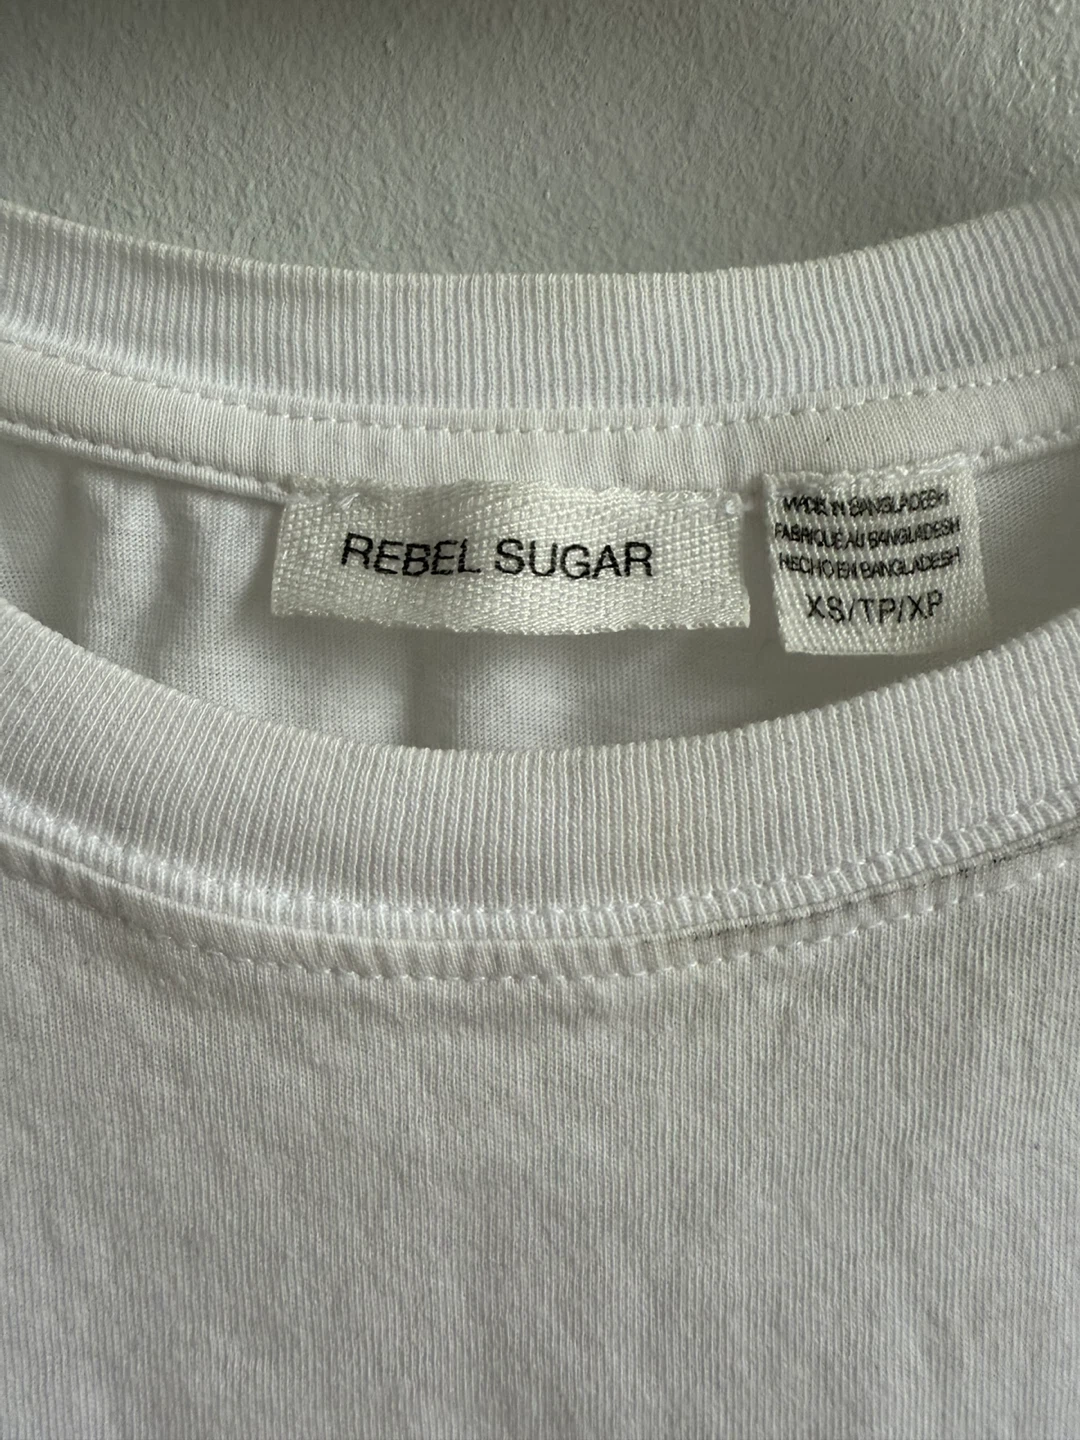 REBEL SUGAR
MADE IN BANGLADESH
FABRIQUE AU BANGLADESH
HECHO EN BANGLADESH
XS/TP/XP